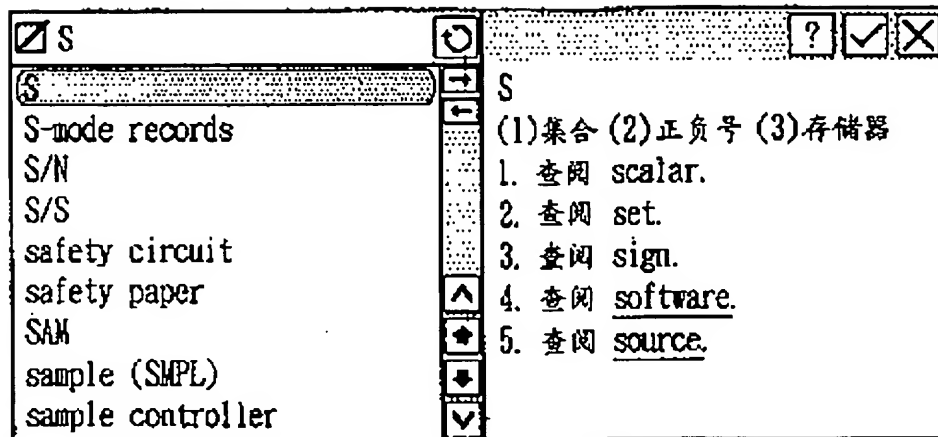 S
?
S
S-mode records
S/N
S/S
safety circuit
safety paper
SAM
sample (SMPL)
sample controller
S
(1)集合 (2)正负号 (3)存储器
1. 查阅 scalar.
2. 查阅 set.
3. 查阅 sign.
4. 查阅 software.
5. 查阅 source.